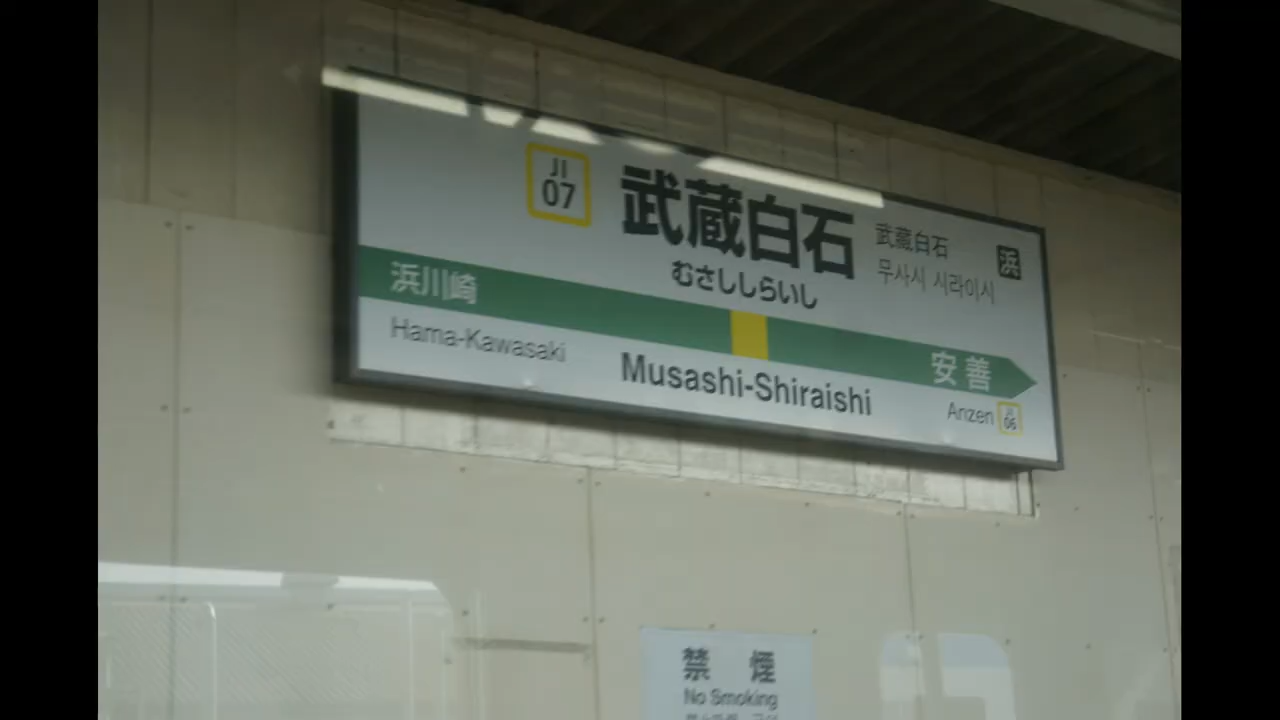 JI
07
武蔵白石
むさししらいし
武蔵白石
무사시 시라이시
浜
浜川崎
安善
Hama-Kawasaki
Musashi-Shiraishi
Anzen
JI
06
禁煙
No Smoking